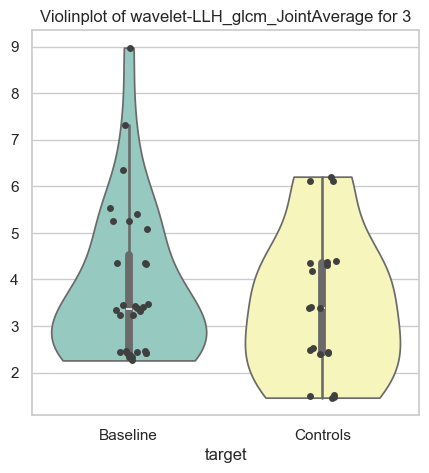 Violinplot of wavelet-LLH_glcm_JointAverage for 3
9
8
7
6
5
4
3
2
Baseline Controls
target